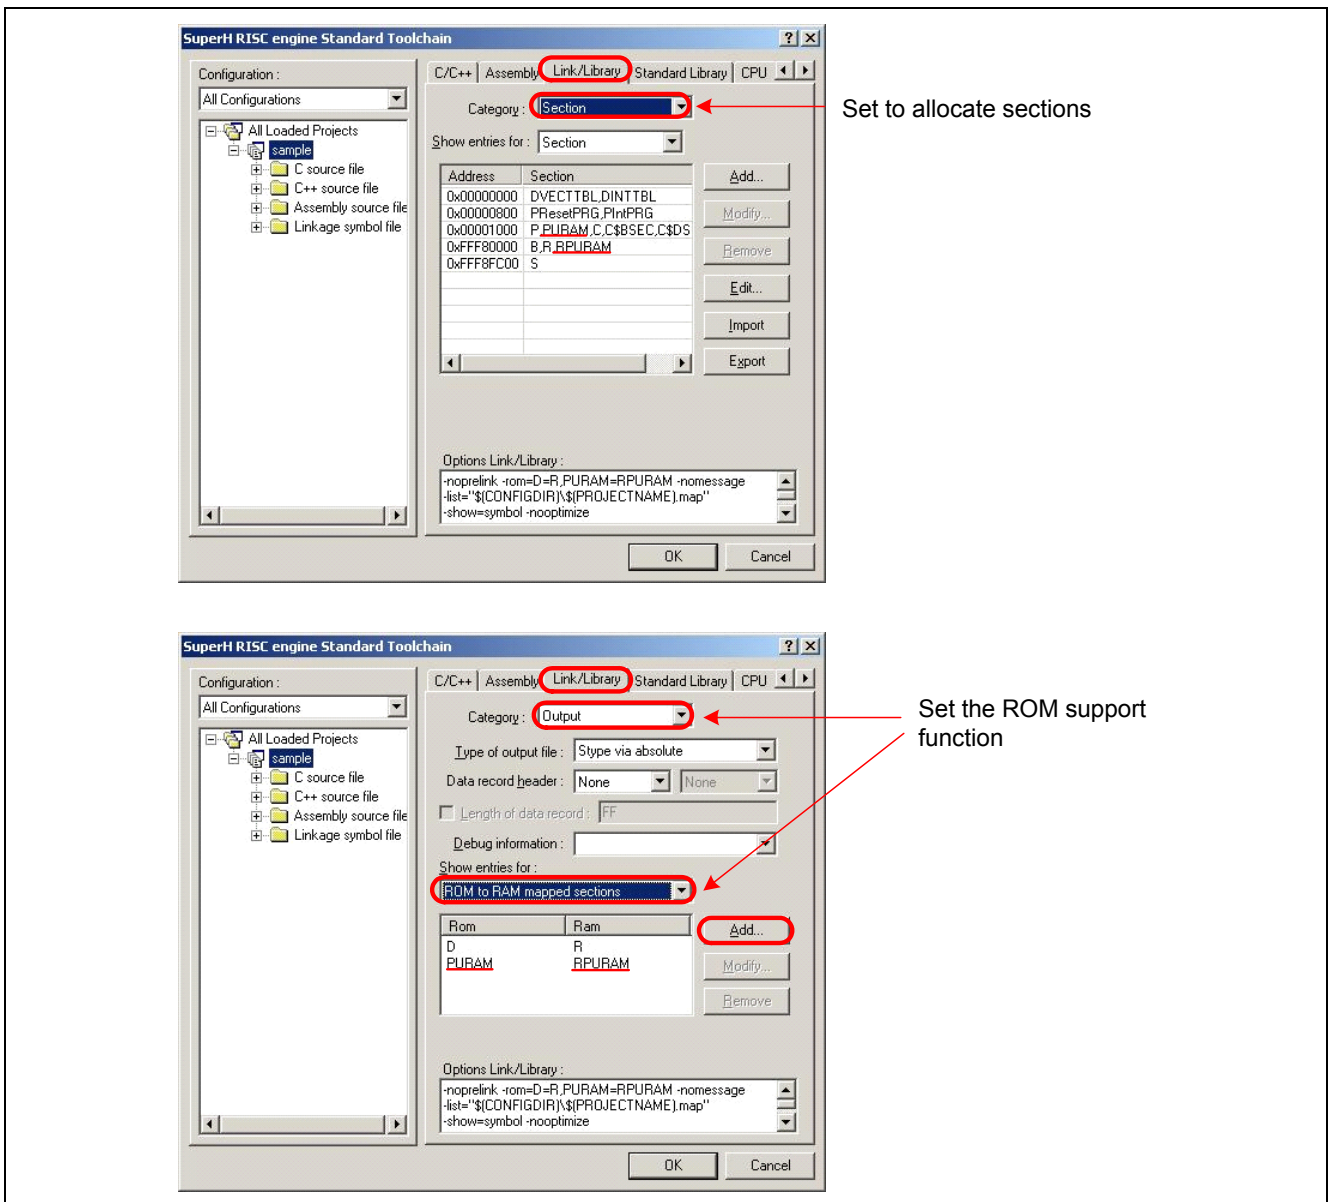 SuperH RISC engine Standard Toolchain
Configuration :
All Configurations
All Loaded Projects
sample
C source file
C++ source file
Assembly source file
Linkage symbol file
C/C++ Assembly Link/Library Standard Library CPU
Category : Section
Show entries for : Section
Address Section
0x00000000 DVECTTBL,DINTTBL
0x00000800 PResetPRG,PIntPRG
0x00001000 P,PURAM,C,C$BSEC,C$DS
0xFFF80000 B,R,RPURAM
0xFFF8FC00 S
Add...
Modify...
Remove
Edit...
Import
Export
Options Link/Library :
-noprelink -rom=D=R,PURAM=RPURAM -nomessage
-list="$(CONFIGDIR)\$(PROJECTNAME).map"
-show=symbol -nooptimize
OK Cancel
Set to allocate sections
SuperH RISC engine Standard Toolchain
Configuration :
All Configurations
All Loaded Projects
sample
C source file
C++ source file
Assembly source file
Linkage symbol file
C/C++ Assembly Link/Library Standard Library CPU
Category : Output
Type of output file : Stype via absolute
Data record header : None None
Length of data record : FF
Debug information :
Show entries for :
ROM to RAM mapped sections
Rom Ram
D R
PURAM RPURAM
Add...
Modify...
Remove
Options Link/Library :
-noprelink -rom=D=R,PURAM=RPURAM -nomessage
-list="$(CONFIGDIR)\$(PROJECTNAME).map"
-show=symbol -nooptimize
OK Cancel
Set the ROM support
function